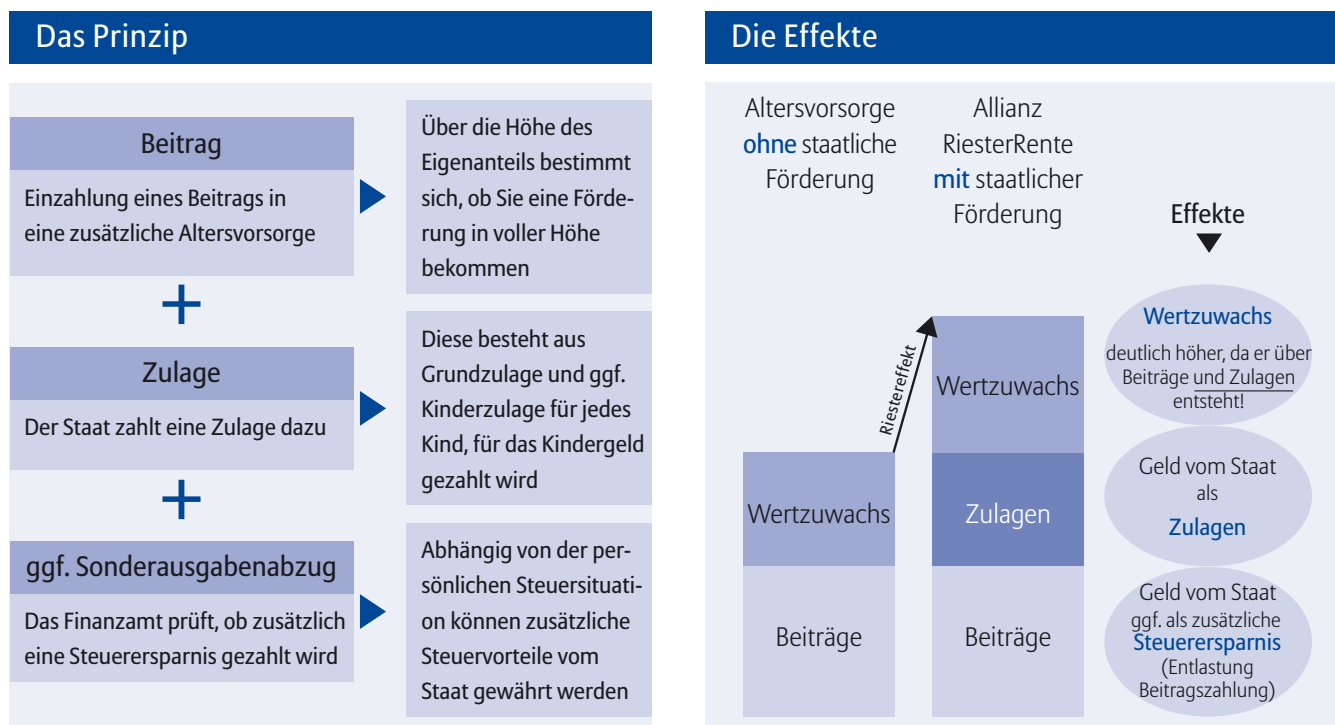 Das Prinzip
Beitrag
Einzahlung eines Beitrags in
eine zusätzliche Altersvorsorge
Über die Höhe des
Eigenanteils bestimmt
sich, ob Sie eine Förde-
rung in voller Höhe
bekommen
+
Zulage
Der Staat zahlt eine Zulage dazu
Diese besteht aus
Grundzulage und ggf.
Kinderzulage für jedes
Kind, für das Kindergeld
gezahlt wird
+
ggf. Sonderausgabenabzug
Das Finanzamt prüft, ob zusätzlich
eine Steuerersparnis gezahlt wird
Abhängig von der per-
sönlichen Steuersituati-
on können zusätzliche
Steuervorteile vom
Staat gewährt werden
Die Effekte
Altersvorsorge
ohne staatliche
Förderung
Allianz
RiesterRente
mit staatlicher
Förderung
Effekte
Riestereffekt
Wertzuwachs
Beiträge
Wertzuwachs
Zulagen
Beiträge
Wertzuwachs
deutlich höher, da er über
Beiträge und Zulagen
entsteht!
Geld vom Staat
als
Zulagen
Geld vom Staat
ggf. als zusätzliche
Steuerersparnis
(Entlastung
Beitragszahlung)